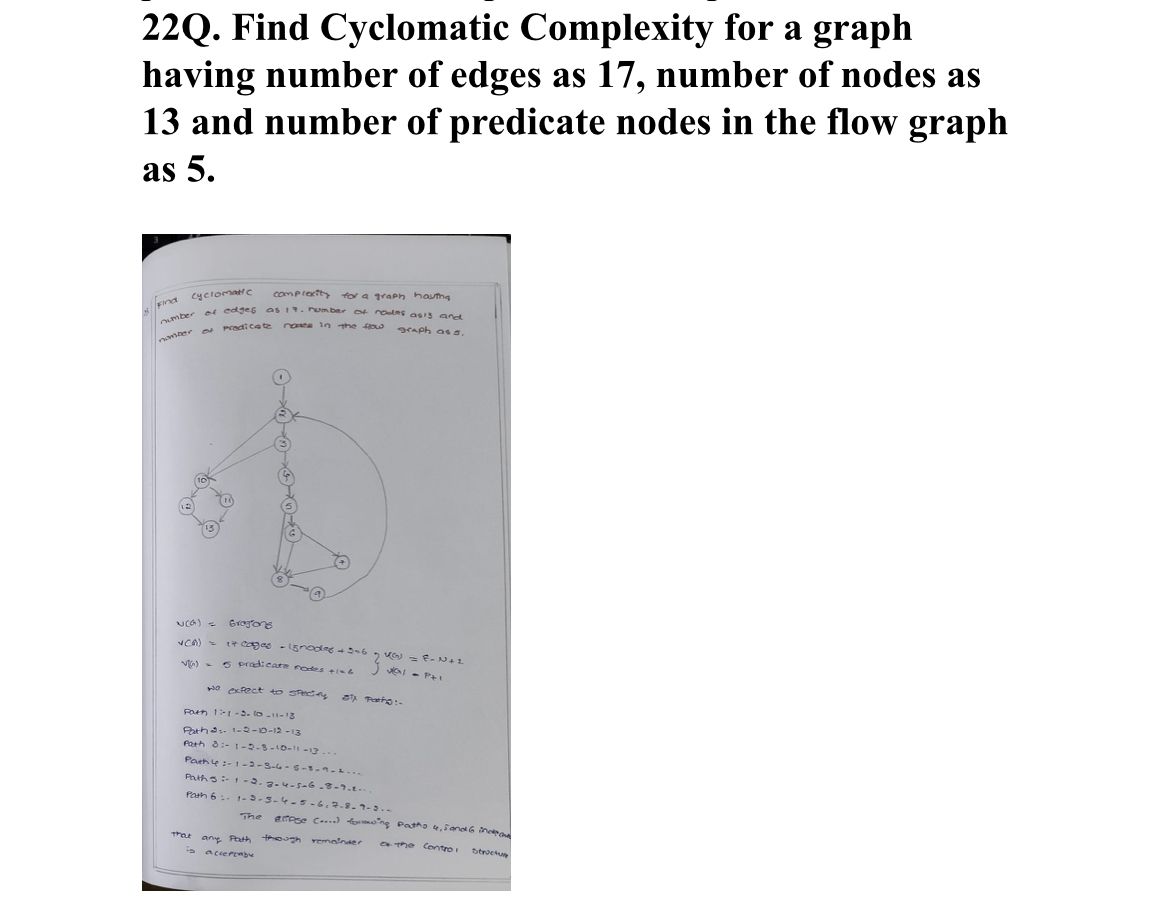 22Q. Find Cyclomatic Complexity for a graph
having number of edges as 17, number of nodes as
13 and number of predicate nodes in the flow graph
as 5.
3
Find Cyclomatic complexity for a graph having
number of edges as 17. number of nodes as 13 and
number of Predicate nodes in the flow graph as 5.
1
2
3
4
10
12
11
5
13
6
7
8
9
V(G) =
V(G) = 17 edges - 13 nodes + 2 = 6 } V(G) = E - N + 2
V(G) = 5 predicate nodes + 1 = 6 } V(G) = P + 1
we expect to specify six Paths:-
Path 1:- 1-2-10-11-13
Path 2:- 1-2-10-12-13
Path 3:- 1-2-3-10-11-13...
Path 4:- 1-2-3-4-5-8-9-2...
Path 5:- 1-2-3-4-5-6-8-9-2...
Path 6:- 1-2-3-4-5-6-7-8-9-2...
The (....) following Paths 4, 5 and 6
that any Path through remainder of the control structure
is acceptable